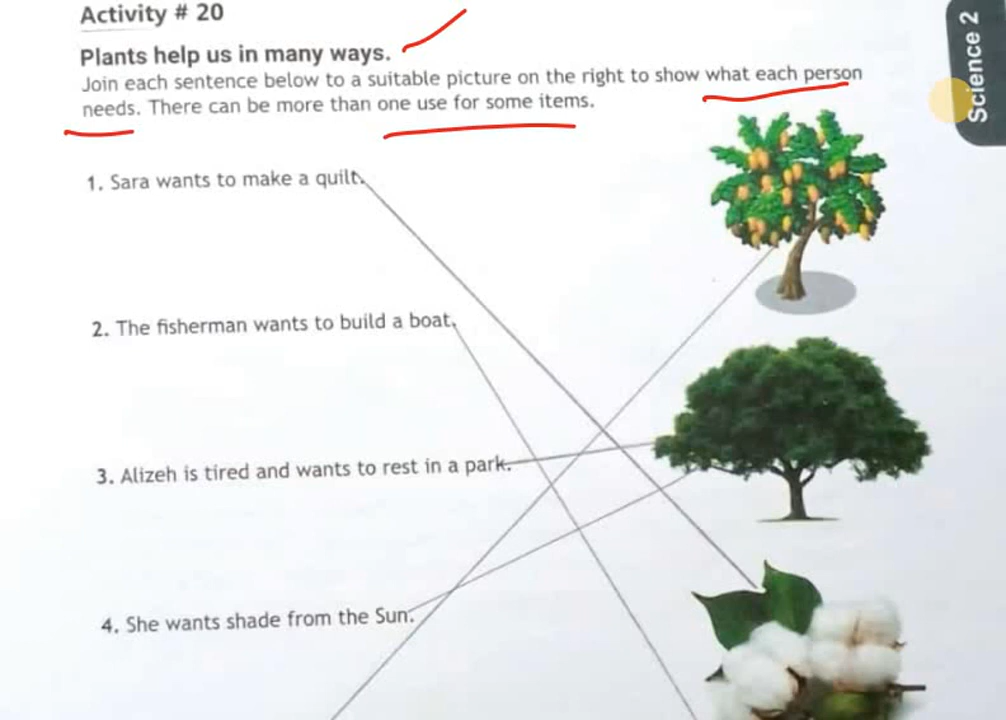 Activity # 20
Plants help us in many ways.
Join each sentence below to a suitable picture on the right to show what each person
needs. There can be more than one use for some items.
Science 2
1. Sara wants to make a quilt.
2. The fisherman wants to build a boat.
3. Alizeh is tired and wants to rest in a park.
4. She wants shade from the Sun.